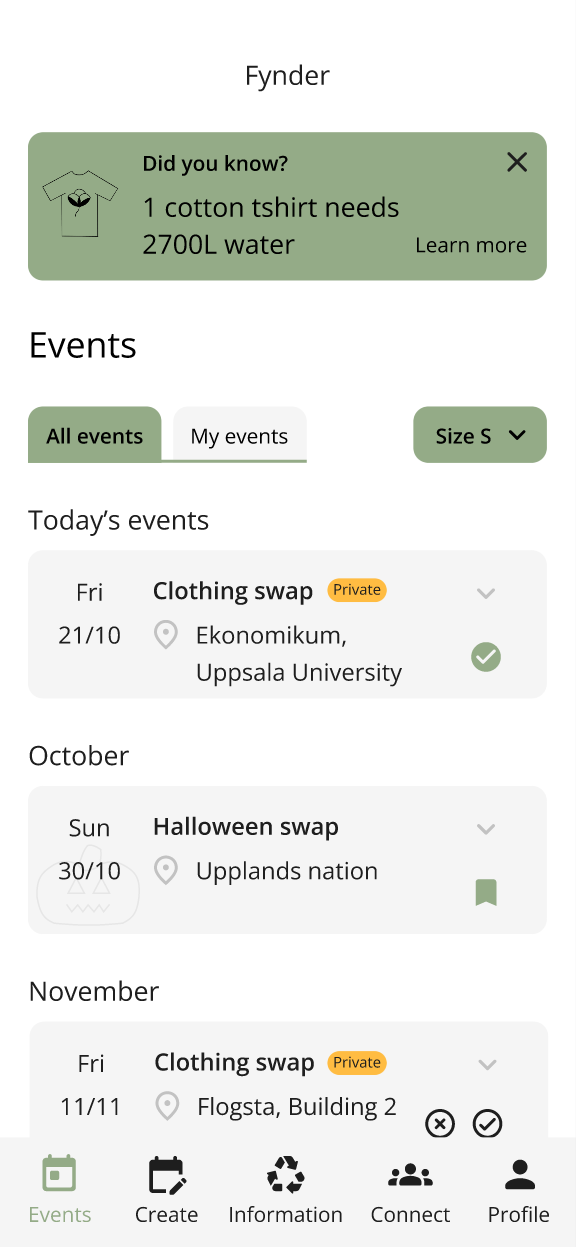 Fynder
Did you know?
1 cotton tshirt needs
2700L water
Learn more
Events
All events
My events
Size S
Today’s events
Fri
21/10
Clothing swap
Private
Ekonomikum,
Uppsala University
October
Sun
30/10
Halloween swap
Upplands nation
November
Fri
11/11
Clothing swap
Private
Flogsta, Building 2
Events
Create
Information
Connect
Profile